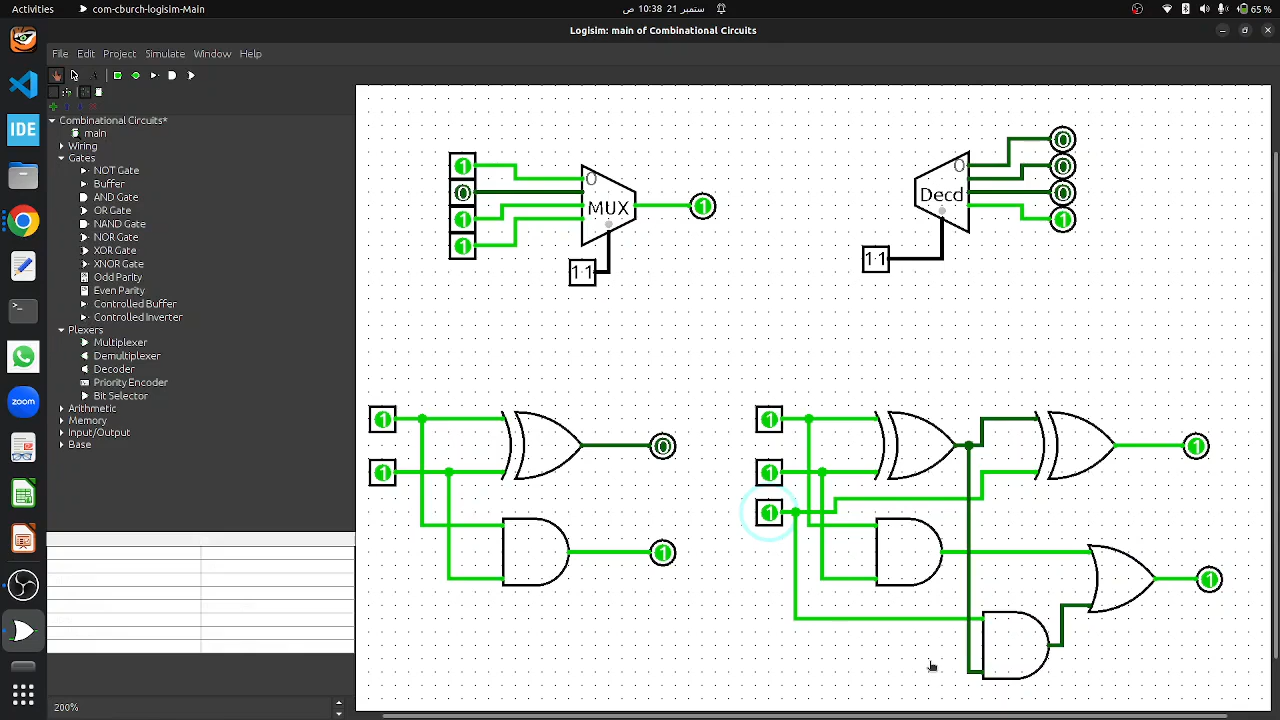 Activities
com-cburch-logisim-Main
ص 10:38 21 سبتمبر
65 %
Logisim: main of Combinational Circuits
File Edit Project Simulate Window Help
A
Combinational Circuits*
main
Wiring
Gates
NOT Gate
Buffer
AND Gate
OR Gate
NAND Gate
NOR Gate
XOR Gate
XNOR Gate
Odd Parity
Even Parity
Controlled Buffer
Controlled Inverter
Plexers
Multiplexer
Demultiplexer
Decoder
Priority Encoder
Bit Selector
Arithmetic
Memory
Input/Output
Base
200%
IDE
zoom
1
0
1
1
0
MUX
1 1
1
0
Decd
1 1
0
0
0
1
1
1
0
1
1
1
1
1
1